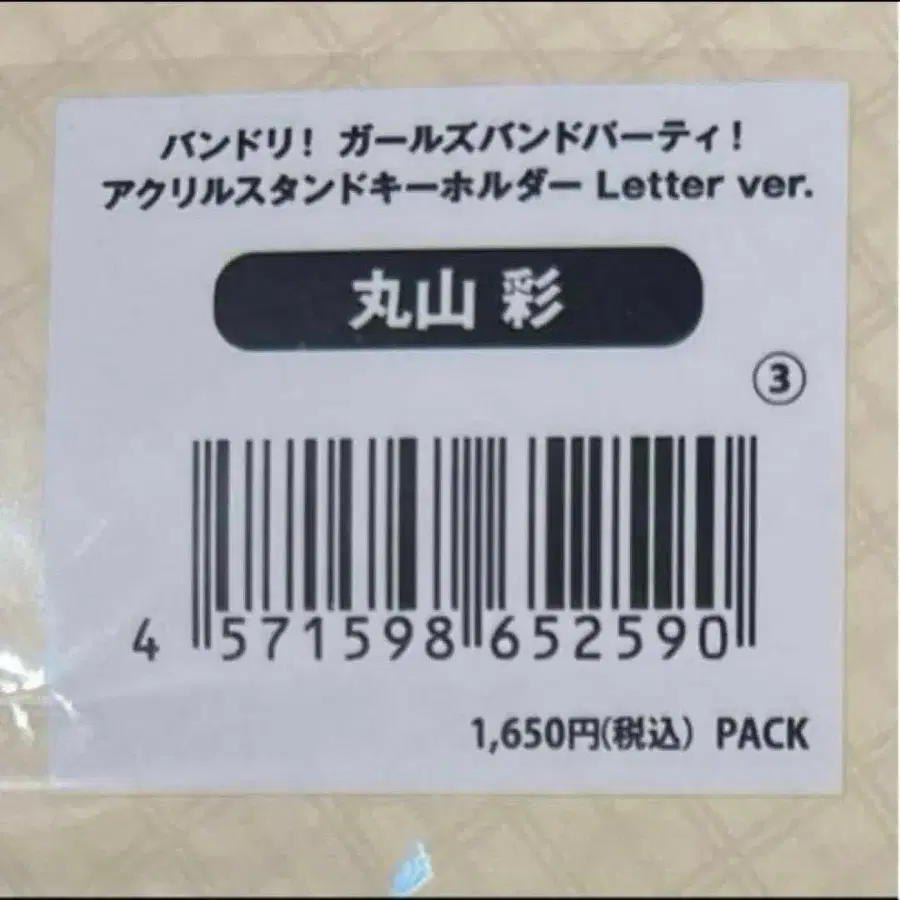 バンドリ！ ガールズバンドパーティ！
アクリルスタンドキーホルダー Letter ver.
丸山 彩
③
4 571598 652590
1,650円(税込) PACK